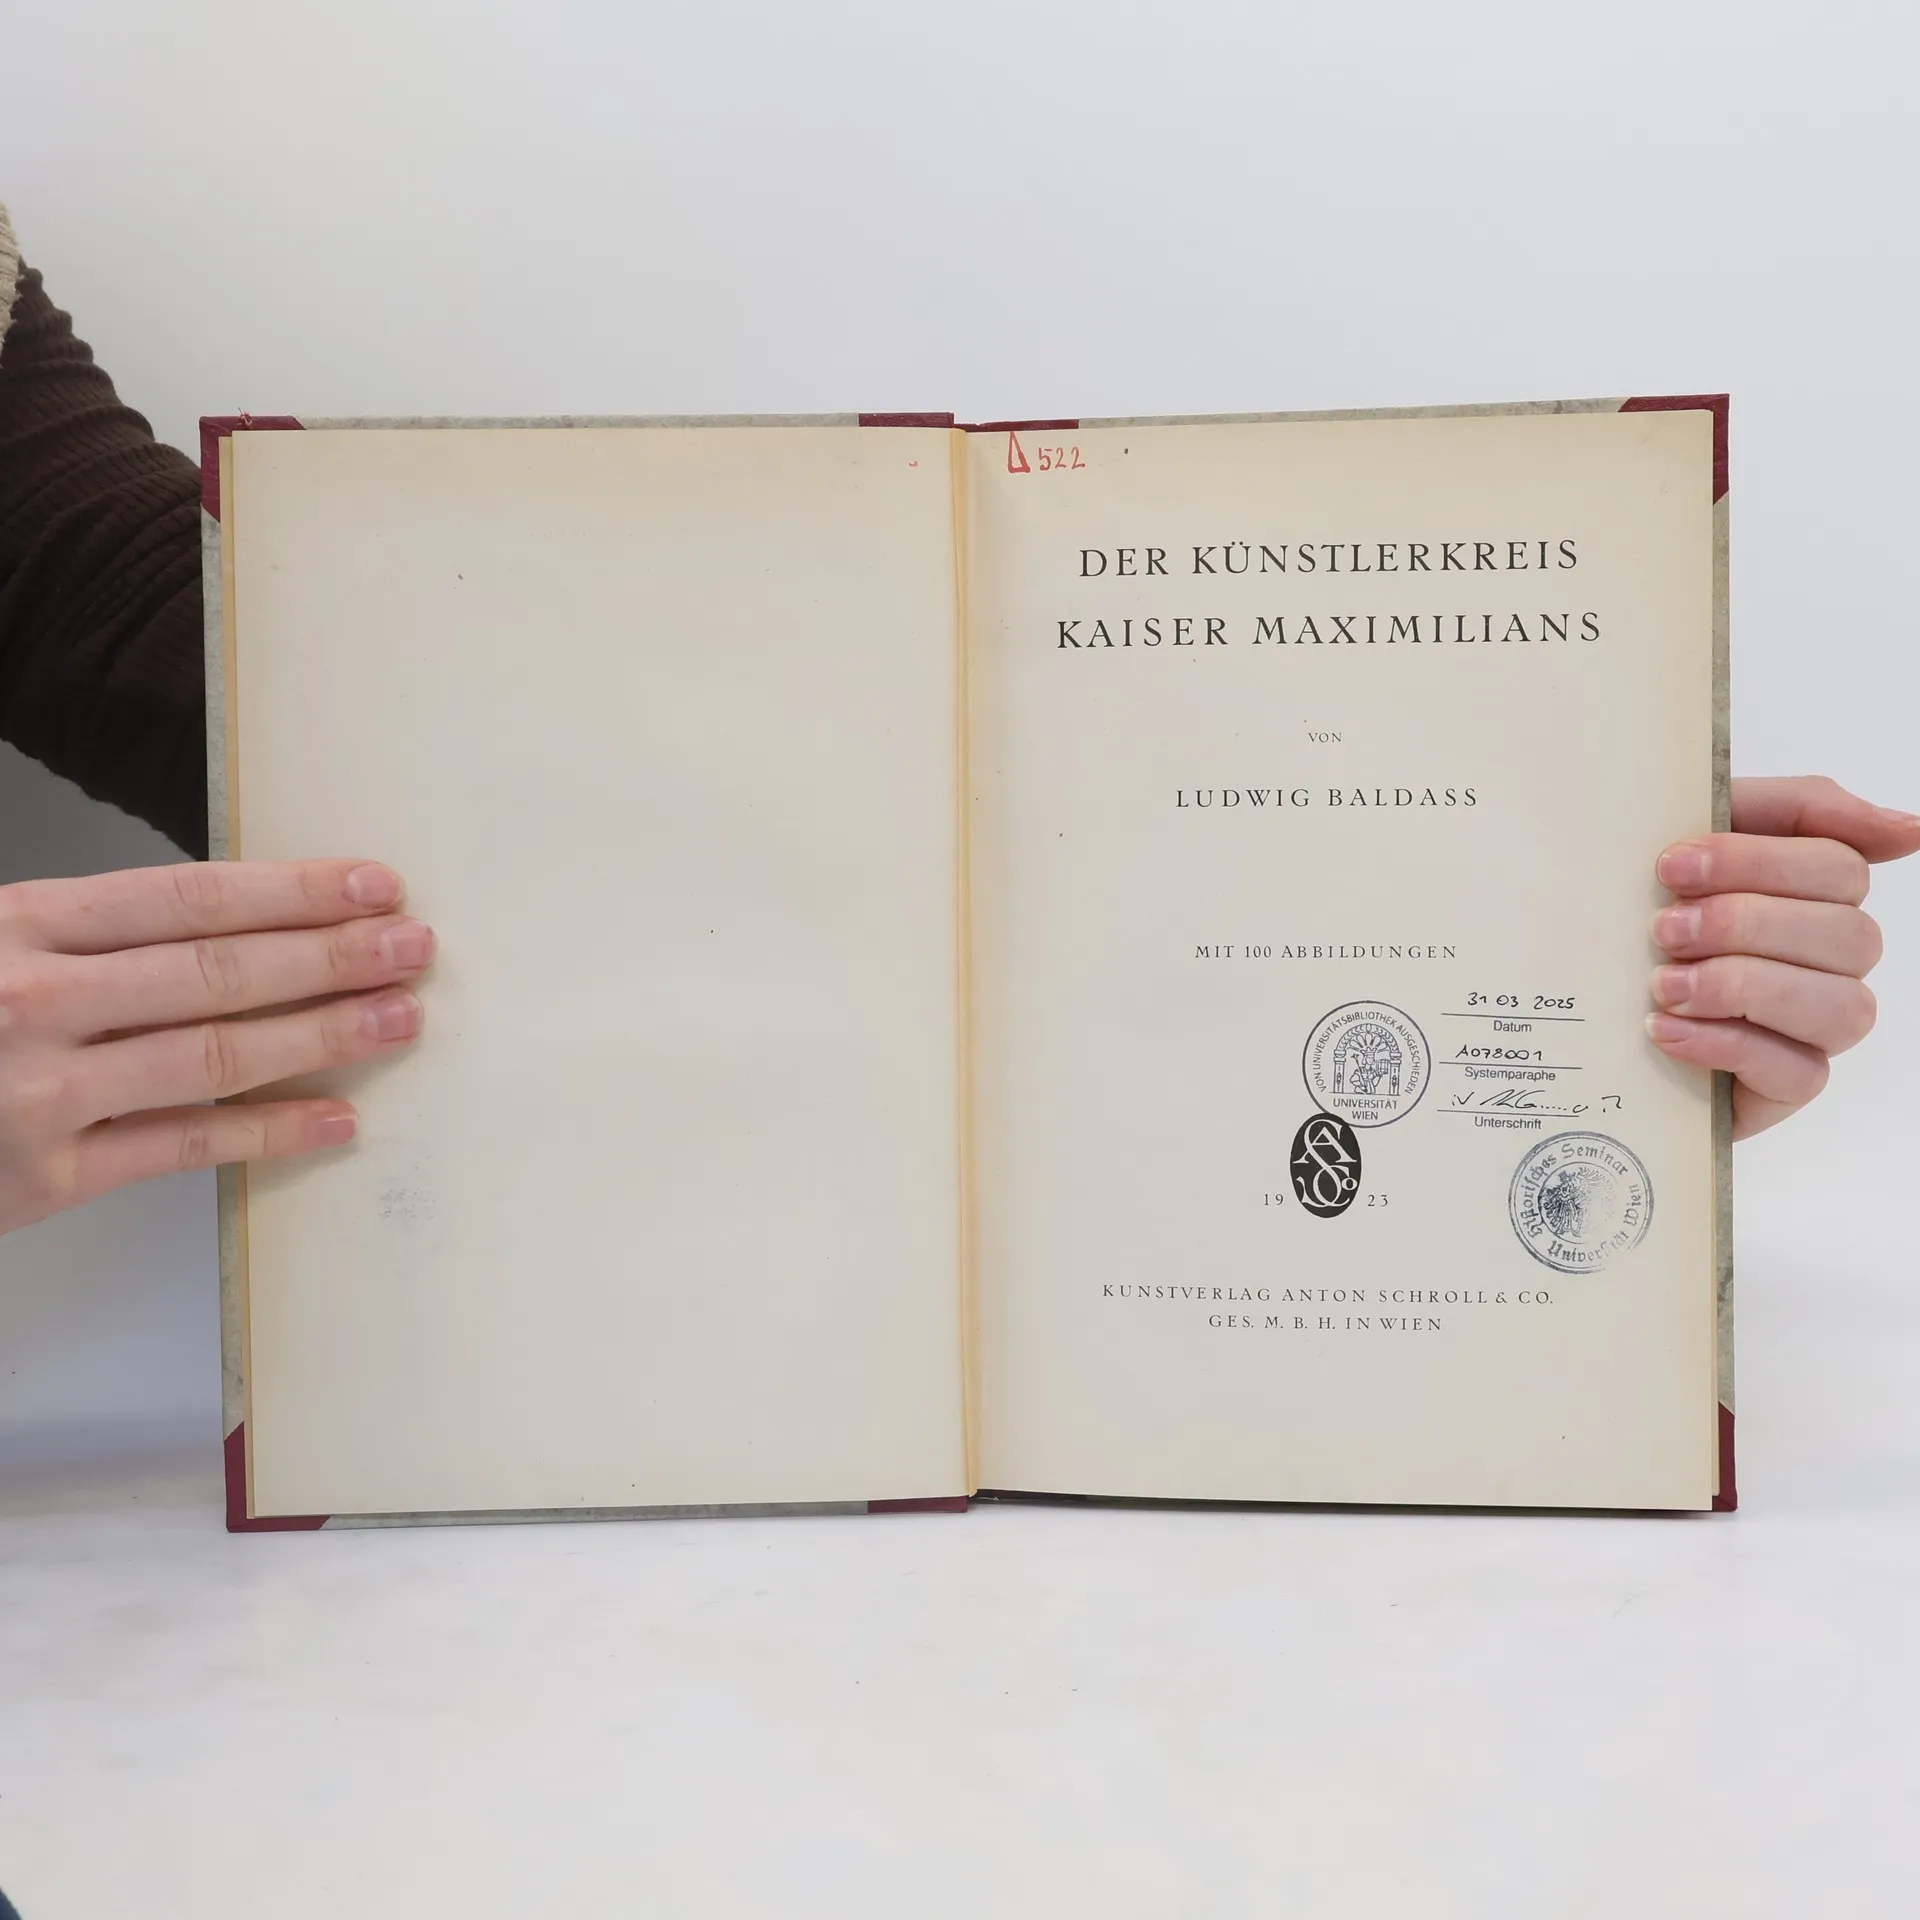 Δ 522
DER KÜNSTLERKREIS
KAISER MAXIMILIANS
VON
LUDWIG BALDASS
MIT 100 ABBILDUNGEN
31 03 2025
Datum
A078001
Systemparaphe
Unterschrift
VON UNIVERSITÄTSBIBLIOTHEK AUSGESCHIEDEN
UNIVERSITÄT
WIEN
Historisches Seminar
Universität Wien
19 23
KUNSTVERLAG ANTON SCHROLL & CO.
GES. M. B. H. IN WIEN